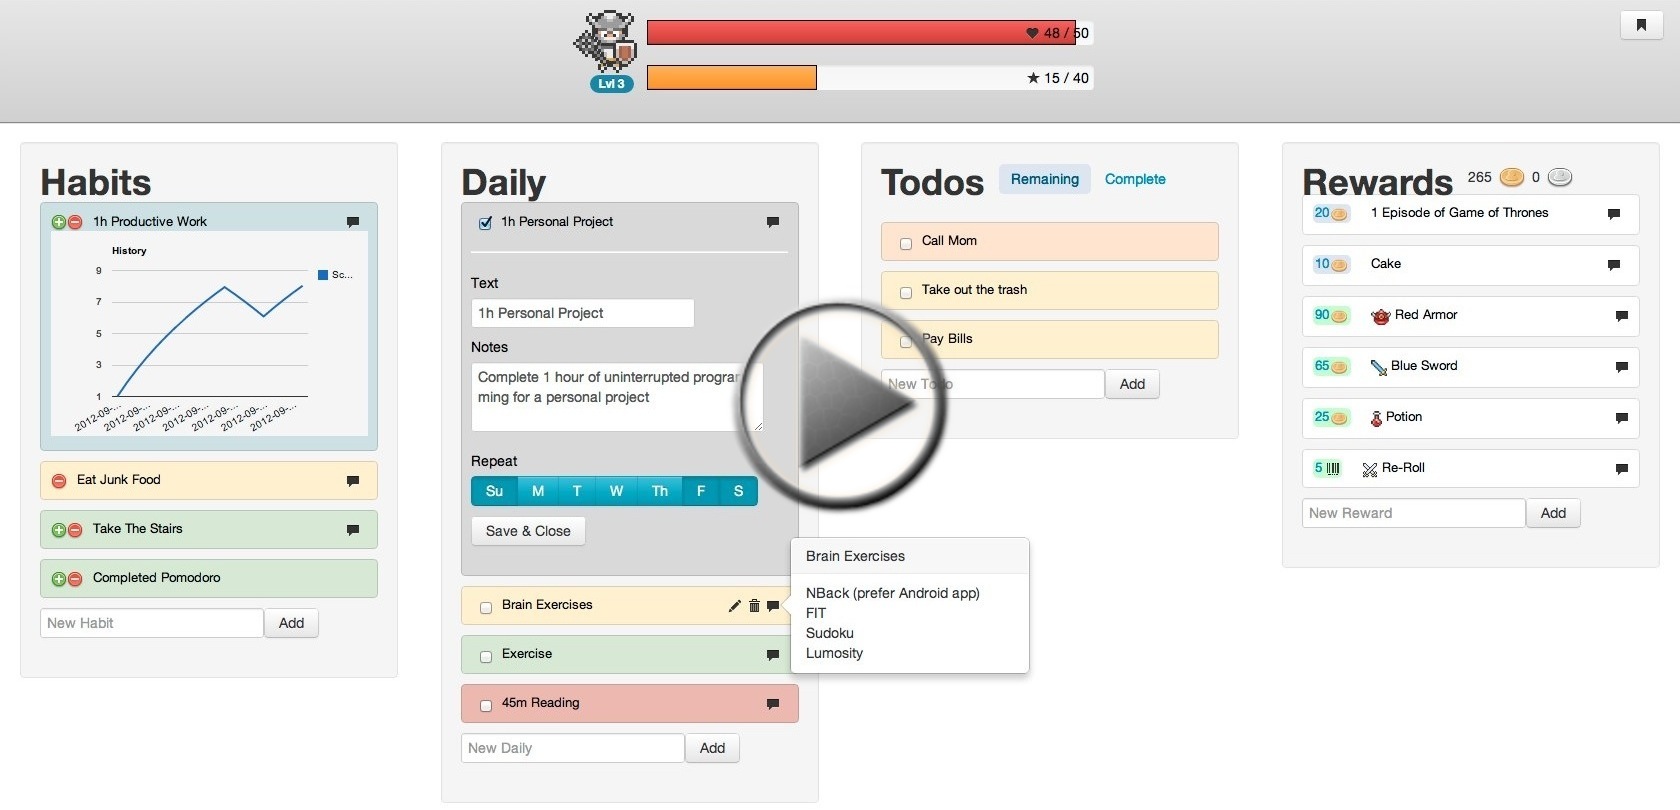 48 / 50
Lvl 3
15 / 40
Habits
1h Productive Work
History
9
7
5
3
1
Sc...
2012-09-...
2012-09-...
2012-09-...
2012-09-...
2012-09-...
2012-09-...
2012-09-...
Eat Junk Food
Take The Stairs
Completed Pomodoro
New Habit
Add
Daily
1h Personal Project
Text
1h Personal Project
Notes
Complete 1 hour of uninterrupted progra
ming for a personal project
Repeat
Su M T W Th F S
Save & Close
Brain Exercises
Exercise
45m Reading
New Daily
Add
Brain Exercises
NBack (prefer Android app)
FIT
Sudoku
Lumosity
Todos
Remaining
Complete
Call Mom
Take out the trash
Pay Bills
New Todo
Add
Rewards
265
0
20 1 Episode of Game of Thrones
10 Cake
90 Red Armor
65 Blue Sword
25 Potion
5 Re-Roll
New Reward
Add